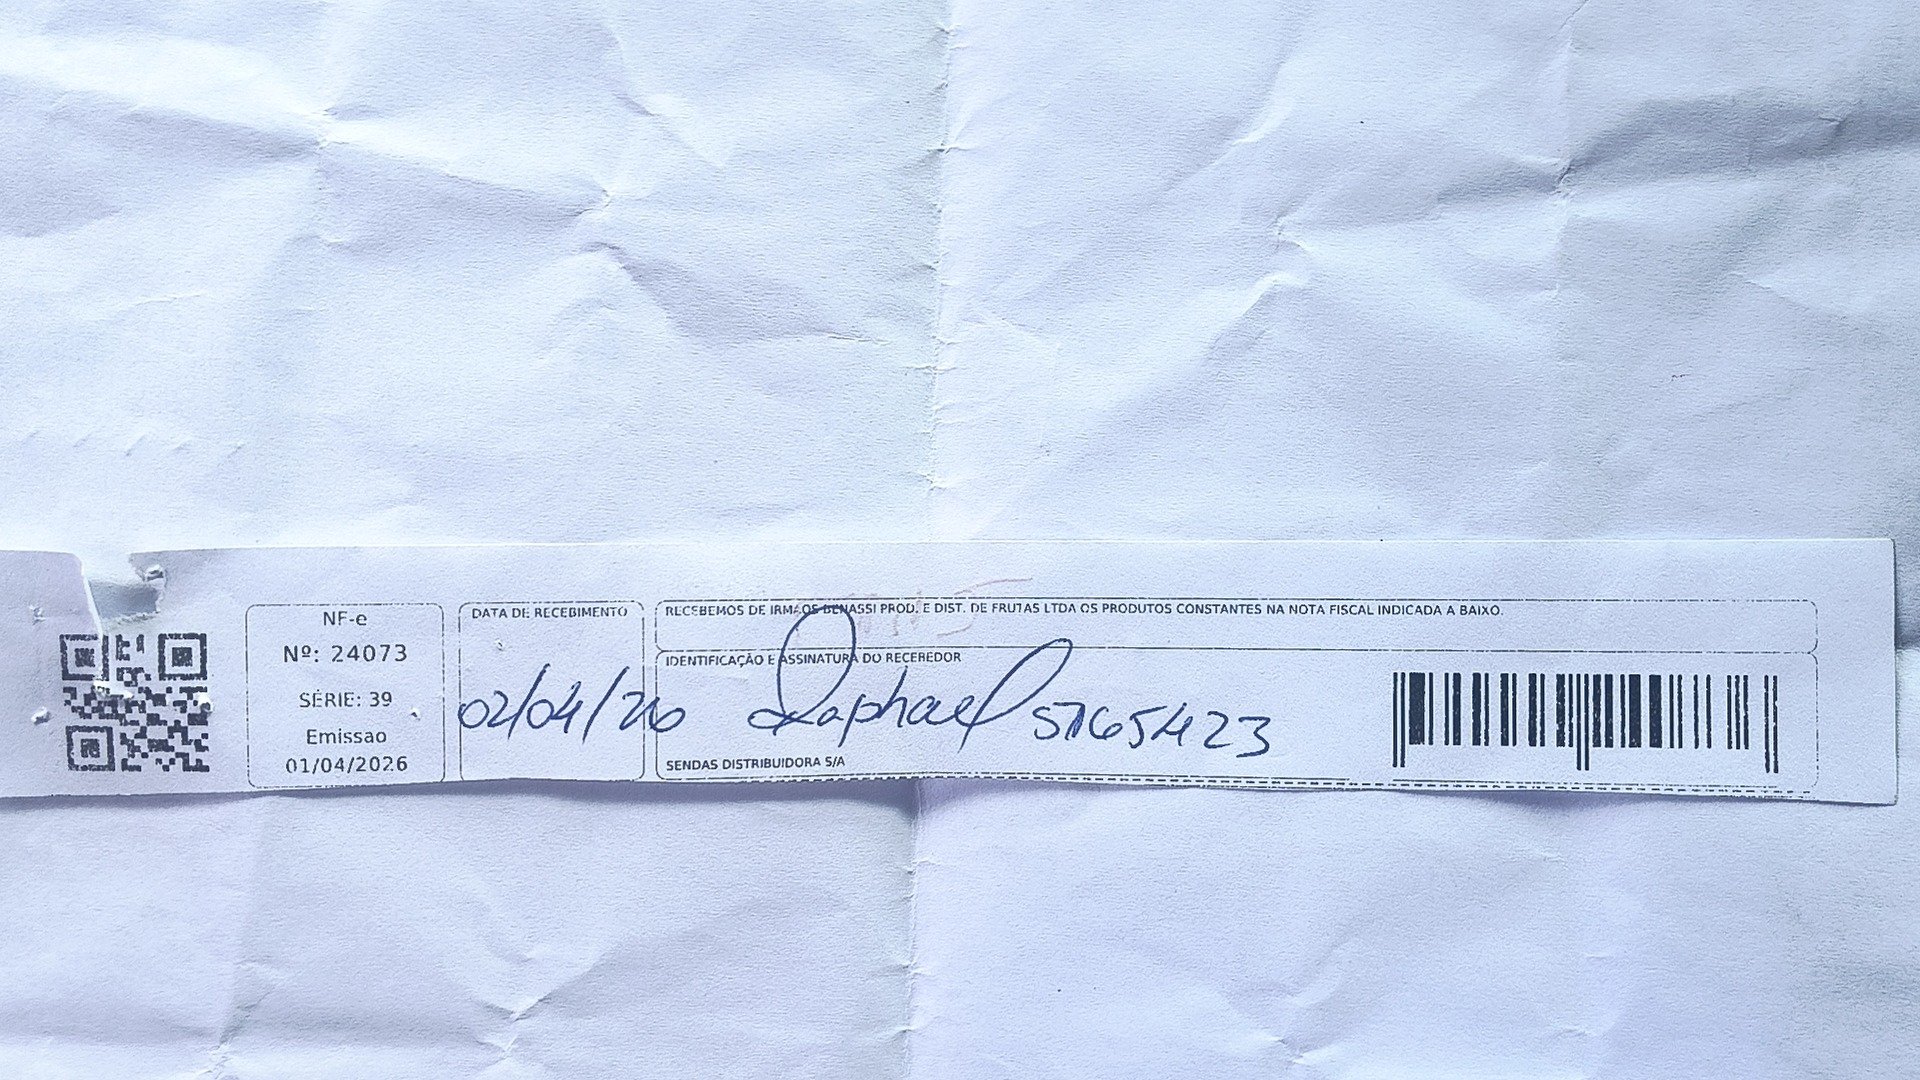 NF-e
Nº: 24073
SÉRIE: 39
Emissao
01/04/2026
DATA DE RECEBIMENTO
02/04/26
RECEBEMOS DE IRMÃOS BENASSI PROD. E DIST. DE FRUTAS LTDA OS PRODUTOS CONSTANTES NA NOTA FISCAL INDICADA A BAIXO.
IDENTIFICAÇÃO E ASSINATURA DO RECEBEDOR
Raphael 5765423
SENDAS DISTRIBUIDORA S/A